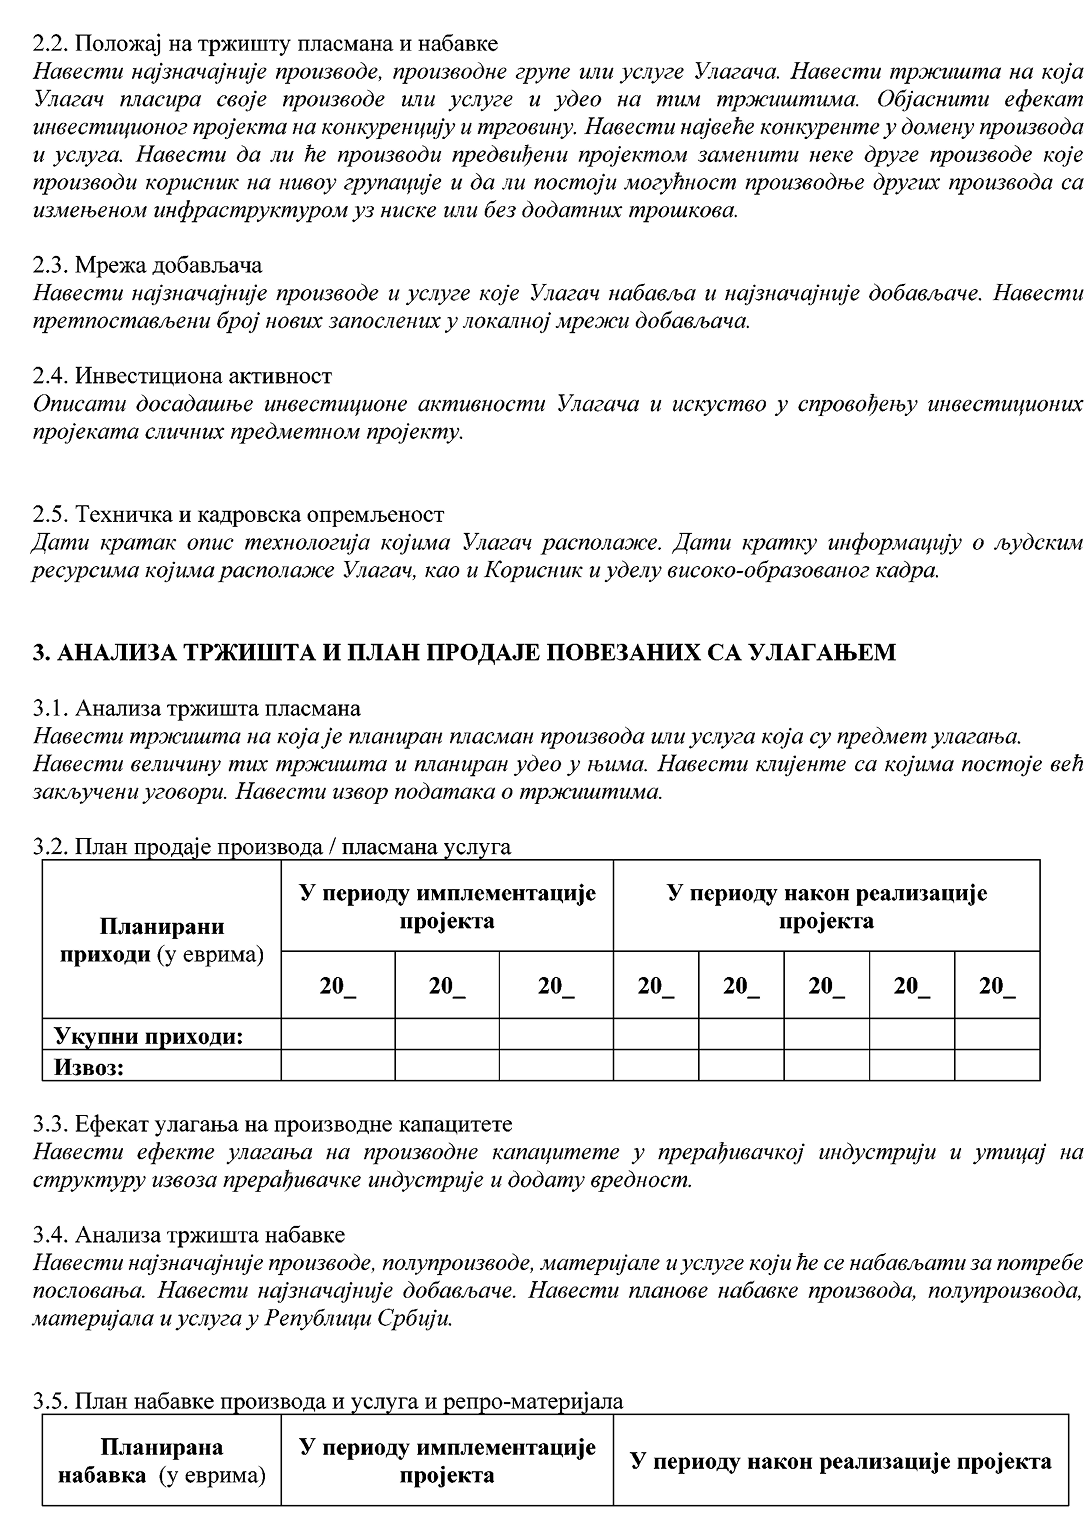 2.2. Положај на тржишту пласмана и набавке
Навести најзначајније производе, производне групе или услуге Улагача. Навести тржишта на која
Улагач пласира своје производе или услуге и удео на тим тржиштима. Објаснити ефекат
инвестиционог пројекта на конкуренцију и трговину. Навести највеће конкуренте у домену производа
и услуга. Навести да ли ће производи предвиђени пројектом заменити неке друге производе које
производи корисник на нивоу групације и да ли постоји могућност производње других производа са
измењеном инфраструктуром уз ниске или без додатних трошкова.
2.3. Мрежа добављача
Навести најзначајније производе и услуге које Улагач набавља и најзначајније добављаче. Навести
претпостављени број нових запослених у локалној мрежи добављача.
2.4. Инвестициона активност
Описати досадашње инвестиционе активности Улагача и искуство у спровођењу инвестиционих
пројеката сличних предметном пројекту.
2.5. Техничка и кадровска опремљеност
Дати кратак опис технологија којима Улагач располаже. Дати кратку информацију о људским
ресурсима којима располаже Улагач, као и Корисник и уделу високо-образованог кадра.
3. АНАЛИЗА ТРЖИШТА И ПЛАН ПРОДАЈЕ ПОВЕЗАНИХ СА УЛАГАЊЕМ
3.1. Анализа тржишта пласмана
Навести тржишта на која је планиран пласман производа или услуга која су предмет улагања.
Навести величину тих тржишта и планиран удео у њима. Навести клијенте са којима постоје већ
закључени уговори. Навести извор података о тржиштима.
3.2. План продаје производа / пласмана услуга
Планирани
приходи (у еврима)
У периоду имплементације
пројекта
У периоду након реализације
пројекта
20_ 20_ 20_ 20_ 20_ 20_ 20_ 20_
Укупни приходи:
Извоз:
3.3. Ефекат улагања на производне капацитете
Навести ефекте улагања на производне капацитете у прерађивачкој индустрији и утицај на
структуру извоза прерађивачке индустрије и додату вредност.
3.4. Анализа тржишта набавке
Навести најзначајније производе, полупроизводе, материјале и услуге који ће се набављати за потребе
пословања. Навести најзначајније добављаче. Навести планове набавке производа, полупроизвода,
материјала и услуга у Републици Србији.
3.5. План набавке производа и услуга и репро-материјала
Планирана
набавка (у еврима)
У периоду имплементације
пројекта
У периоду након реализације пројекта